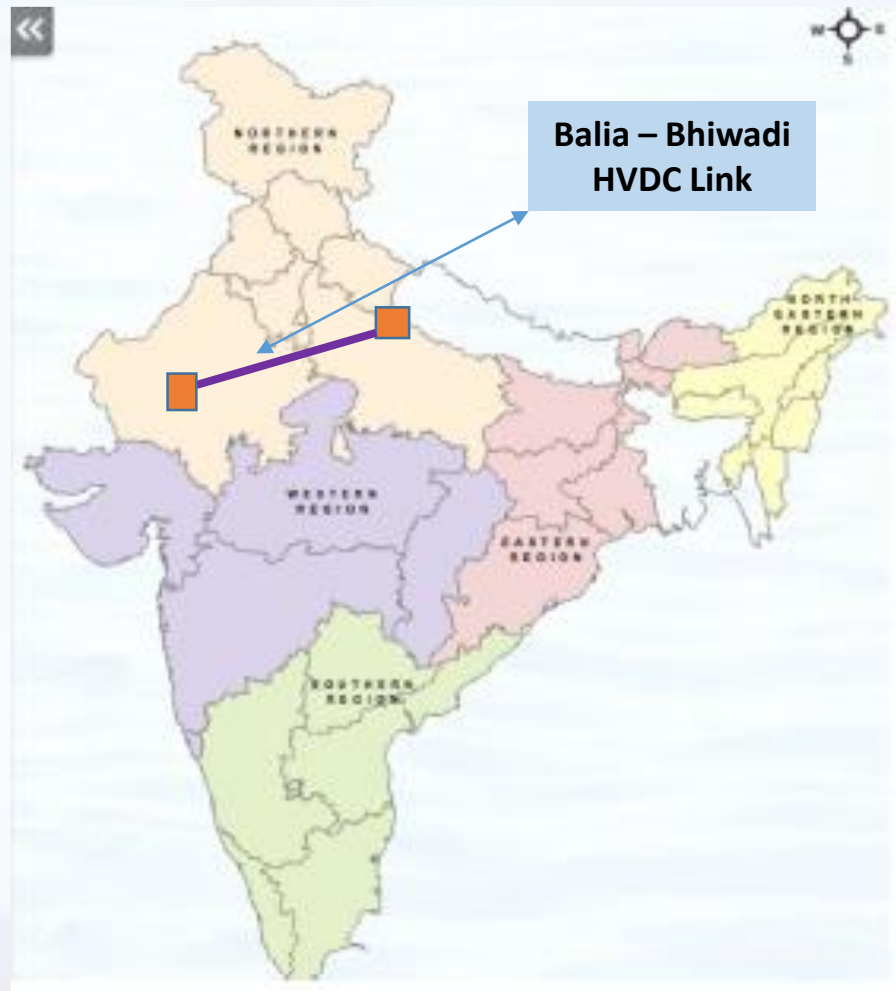 «
W E
S
NORTHERN
REGION
Balia – Bhiwadi
HVDC Link
NORTH-
EASTERN
REGION
WESTERN
REGION
EASTERN
REGION
SOUTHERN
REGION